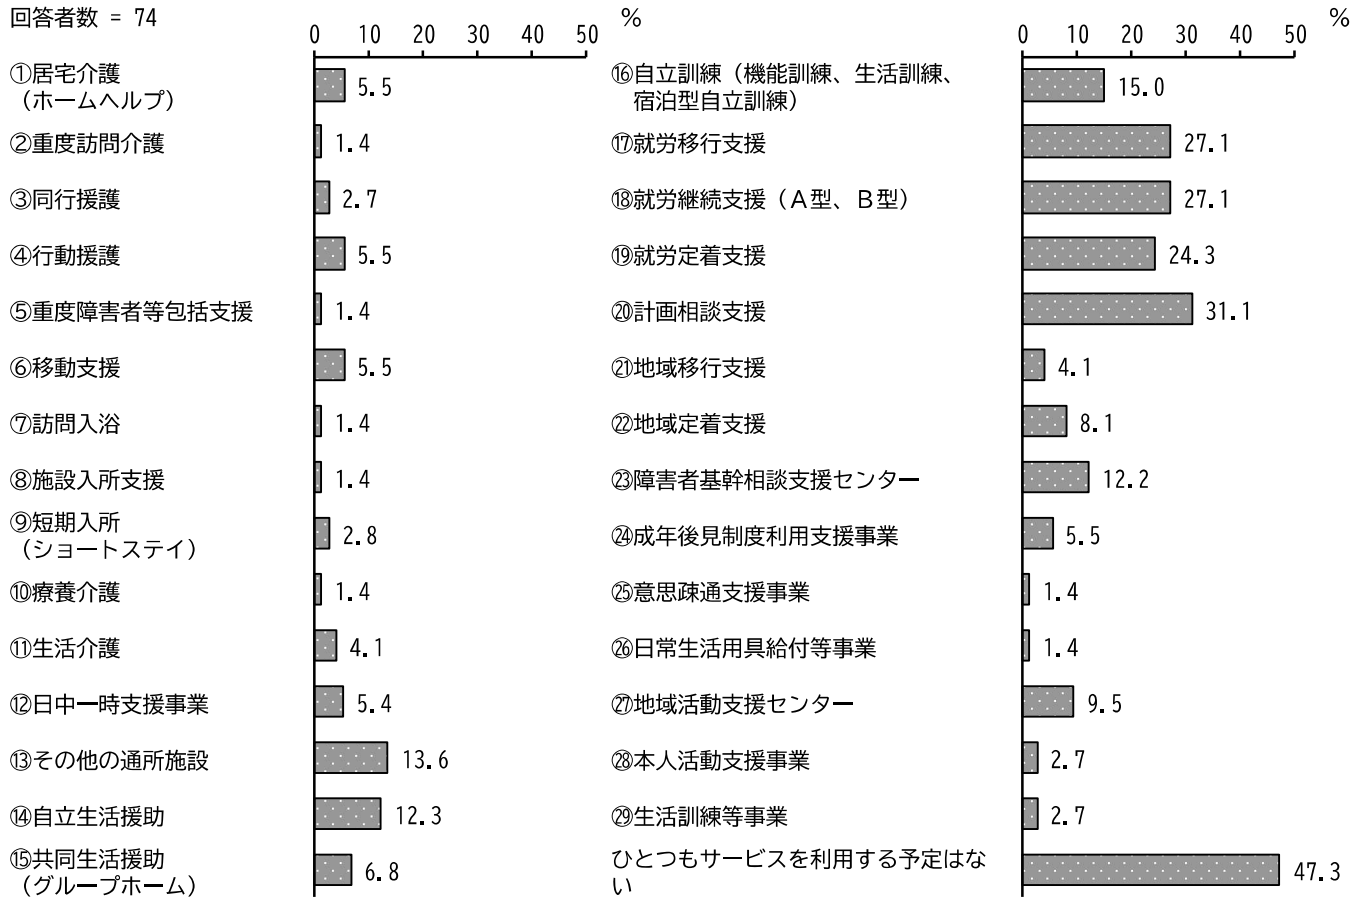 回答者数 = 74
%
0 10 20 30 40 50
①居宅介護
（ホームヘルプ）
5.5
②重度訪問介護
1.4
③同行援護
2.7
④行動援護
5.5
⑤重度障害者等包括支援
1.4
⑥移動支援
5.5
⑦訪問入浴
1.4
⑧施設入所支援
1.4
⑨短期入所
（ショートステイ）
2.8
⑩療養介護
1.4
⑪生活介護
4.1
⑫日中一時支援事業
5.4
⑬その他の通所施設
13.6
⑭自立生活援助
12.3
⑮共同生活援助
（グループホーム）
6.8
%
0 10 20 30 40 50
⑯自立訓練（機能訓練、生活訓練、
宿泊型自立訓練）
15.0
⑰就労移行支援
27.1
⑱就労継続支援（Ａ型、Ｂ型）
27.1
⑲就労定着支援
24.3
⑳計画相談支援
31.1
㉑地域移行支援
4.1
㉒地域定着支援
8.1
㉓障害者基幹相談支援センター
12.2
㉔成年後見制度利用支援事業
5.5
㉕意思疎通支援事業
1.4
㉖日常生活用具給付等事業
1.4
㉗地域活動支援センター
9.5
㉘本人活動支援事業
2.7
㉙生活訓練等事業
2.7
ひとつもサービスを利用する予定はな
い
47.3